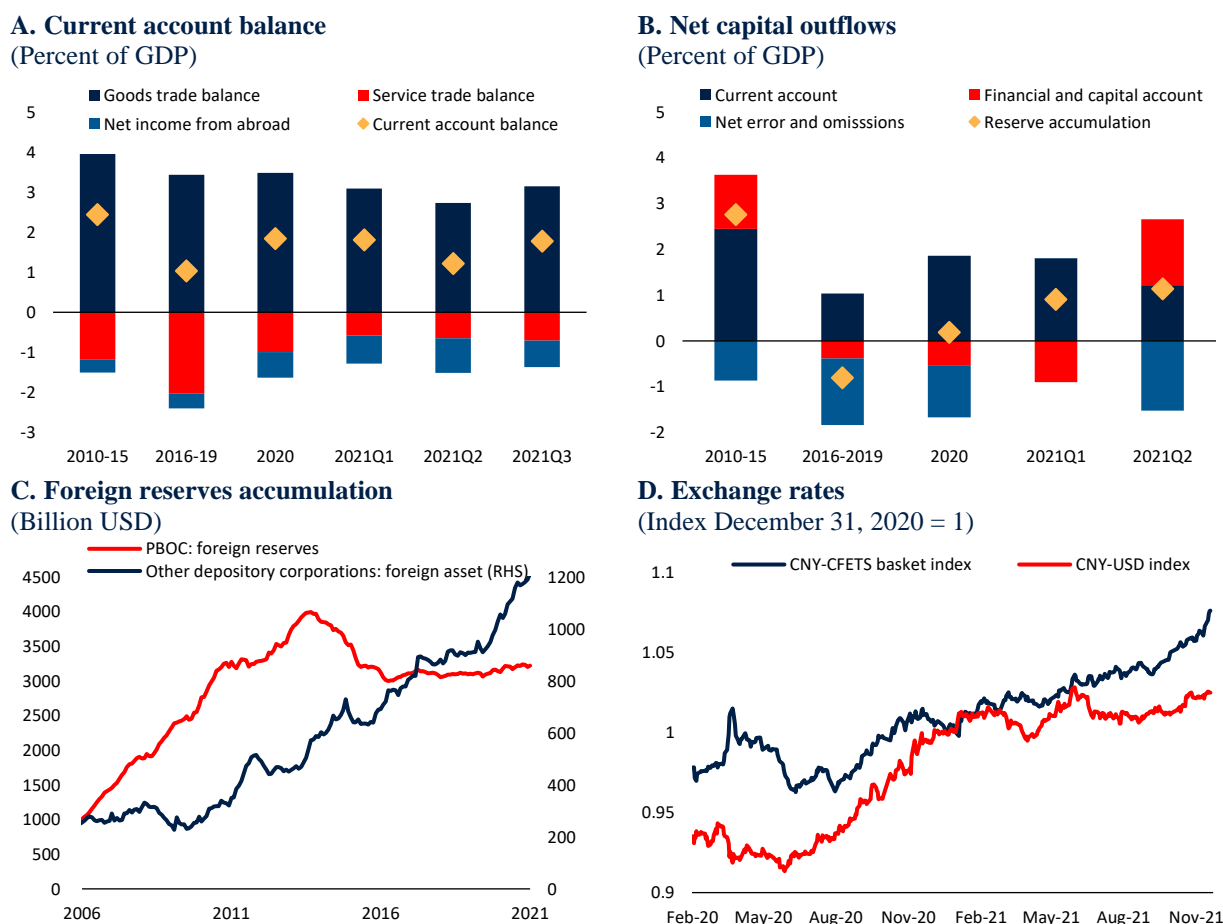 A. Current account balance
(Percent of GDP)
Goods trade balance
Service trade balance
Net income from abroad
Current account balance
5
4
3
2
1
0
-1
-2
-3
2010-15 2016-19 2020 2021Q1 2021Q2 2021Q3
B. Net capital outflows
(Percent of GDP)
Current account
Financial and capital account
Net error and omisssions
Reserve accumulation
5
4
3
2
1
0
-1
-2
2010-15 2016-2019 2020 2021Q1 2021Q2
C. Foreign reserves accumulation
(Billion USD)
PBOC: foreign reserves
Other depository corporations: foreign asset (RHS)
4500
4000
3500
3000
2500
2000
1500
1000
500
0
1200
1000
800
600
400
200
0
2006 2011 2016 2021
D. Exchange rates
(Index December 31, 2020 = 1)
CNY-CFETS basket index
CNY-USD index
1.1
1.05
1
0.95
0.9
Feb-20 May-20 Aug-20 Nov-20 Feb-21 May-21 Aug-21 Nov-21